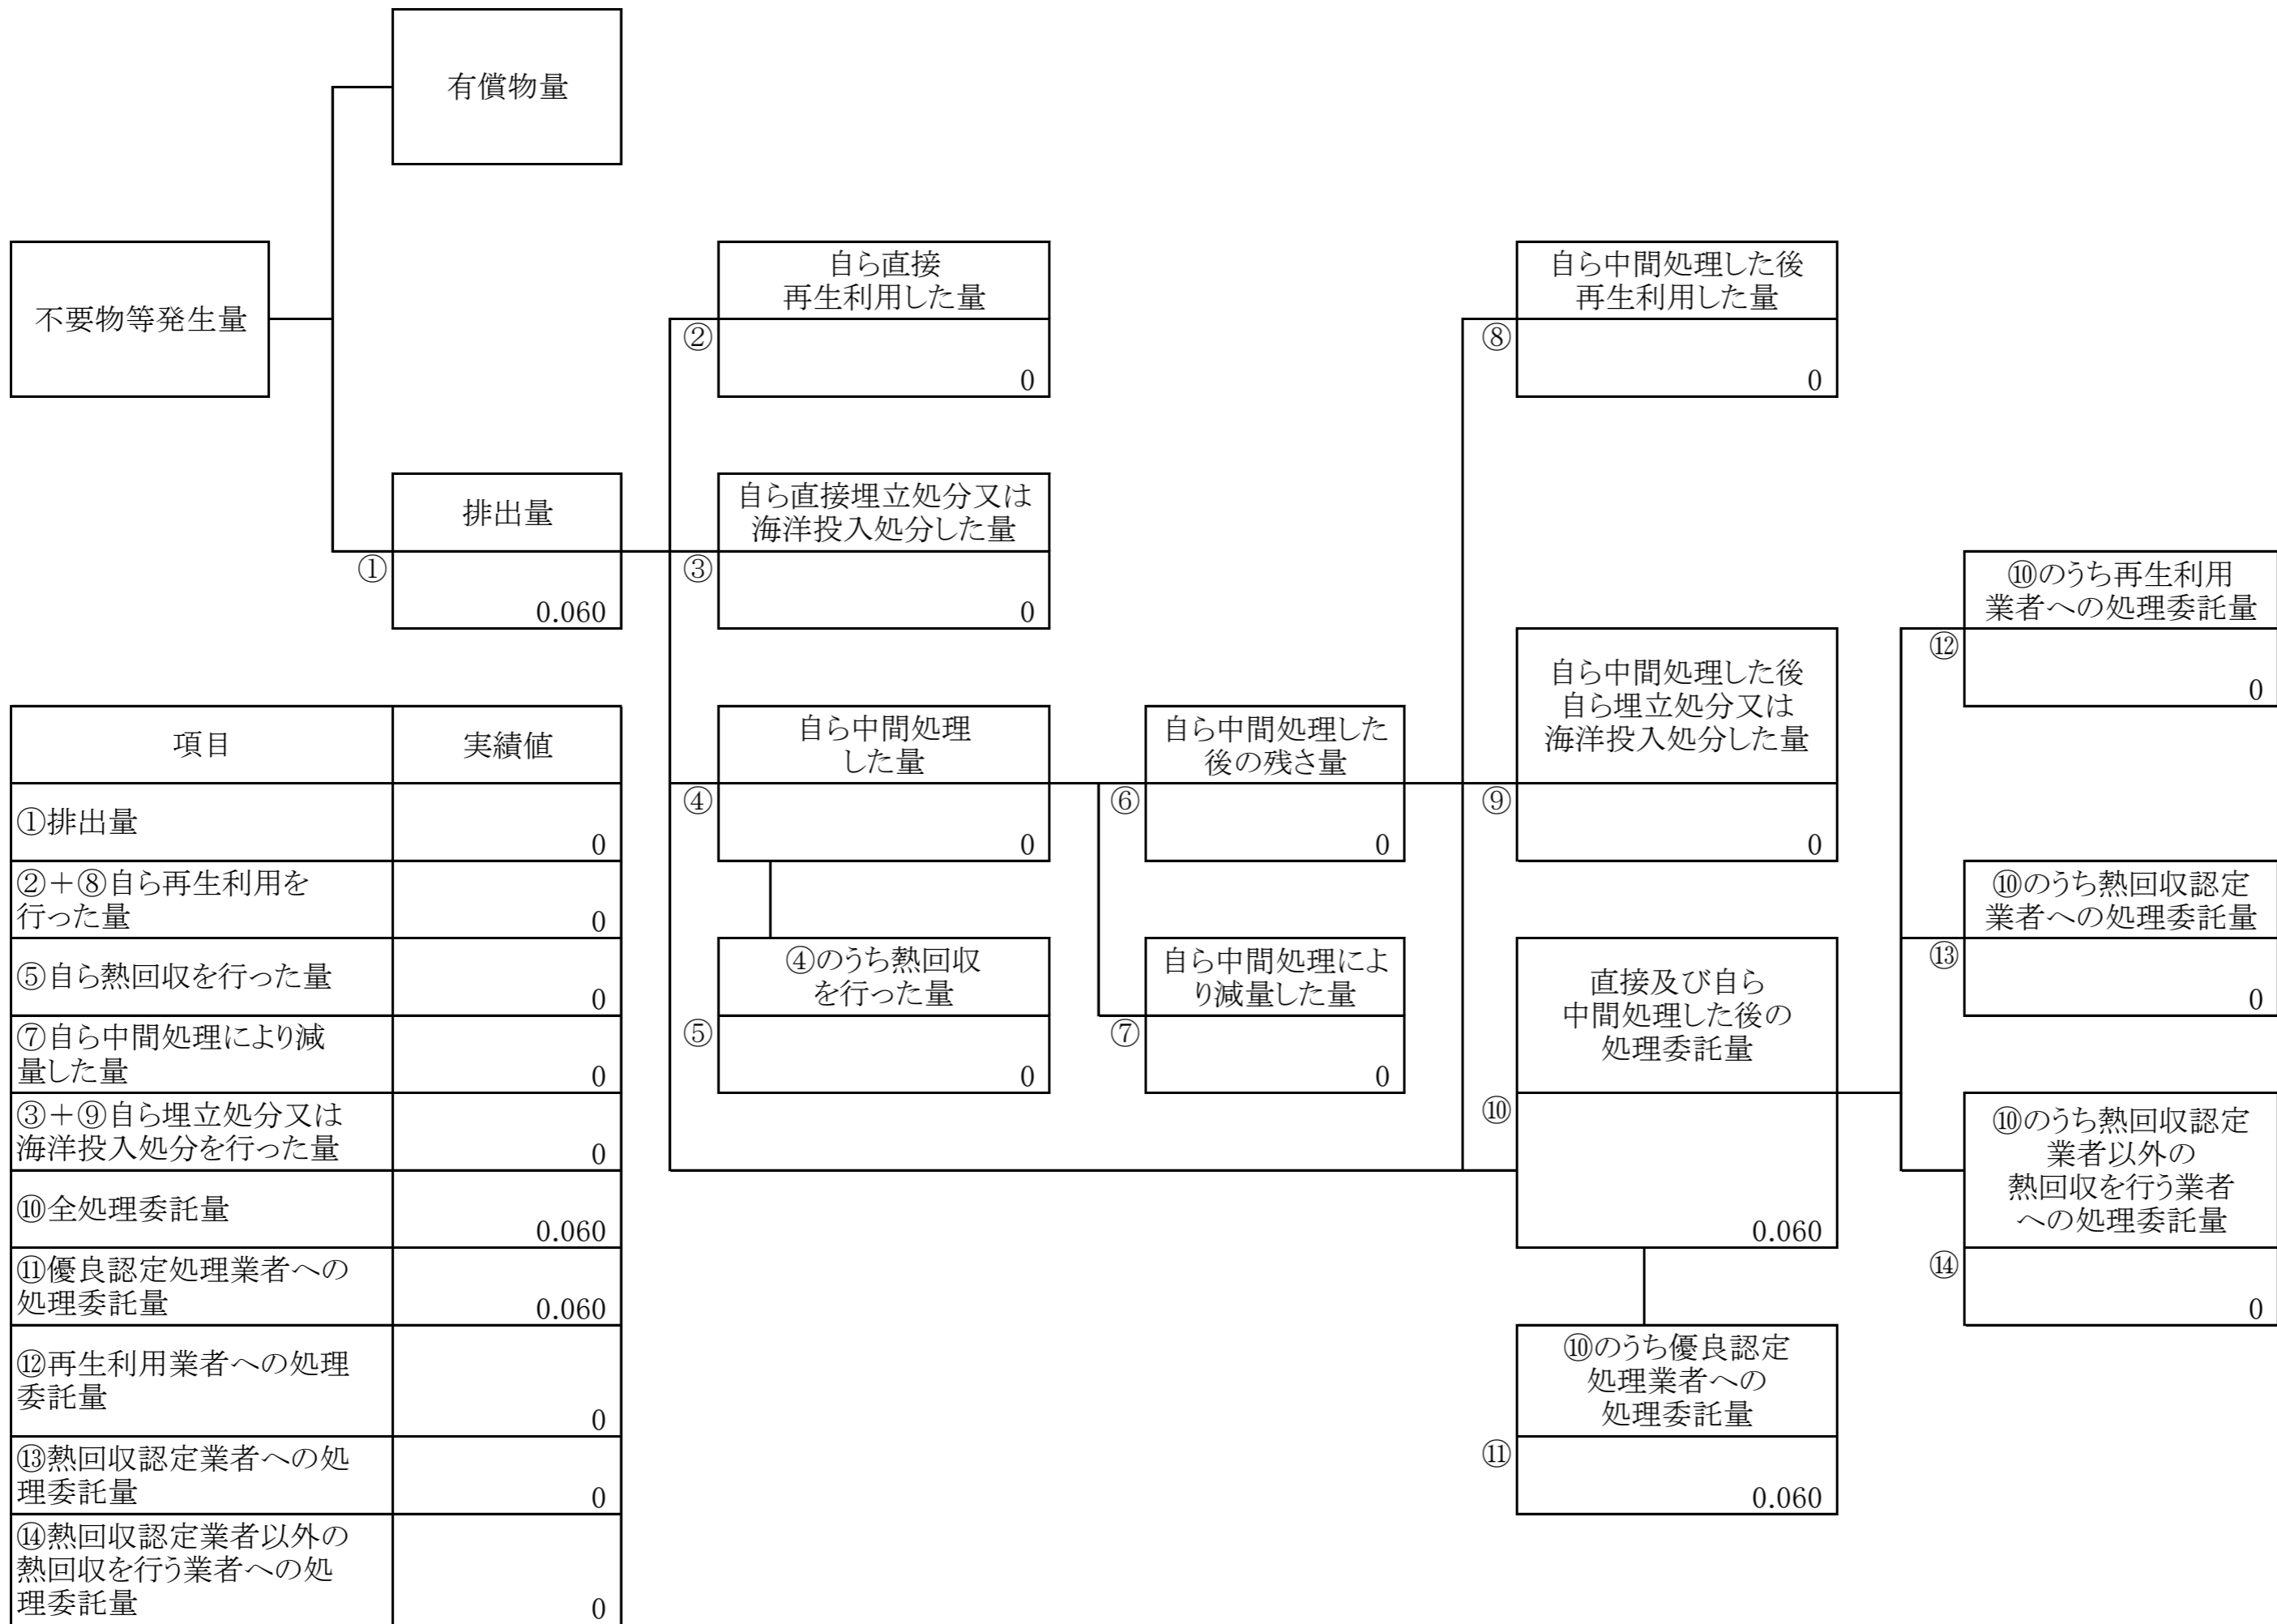 有償物量
不要物等発生量
自ら直接
再生利用した量
②
0
自ら中間処理した後
再生利用した量
⑧
0
排出量
①
0.060
自ら直接埋立処分又は
海洋投入処分した量
③
0
⑩のうち再生利用
業者への処理委託量
⑫
0
自ら中間処理した後
自ら埋立処分又は
海洋投入処分した量
⑨
0
自ら中間処理
した量
④
0
自ら中間処理した
後の残さ量
⑥
0
⑩のうち熱回収認定
業者への処理委託量
⑬
0
④のうち熱回収
を行った量
⑤
0
自ら中間処理によ
り減量した量
⑦
0
直接及び自ら
中間処理した後の
処理委託量
⑩
0.060
⑩のうち熱回収認定
業者以外の
熱回収を行う業者
への処理委託量
⑭
0
⑩のうち優良認定
処理業者への
処理委託量
⑪
0.060
項目 実績値
①排出量
0
②＋⑧自ら再生利用を
行った量 0
⑤自ら熱回収を行った量
0
⑦自ら中間処理により減
量した量 0
③＋⑨自ら埋立処分又は
海洋投入処分を行った量 0
⑩全処理委託量
0.060
⑪優良認定処理業者への
処理委託量 0.060
⑫再生利用業者への処理
委託量
0
⑬熱回収認定業者への処
理委託量 0
⑭熱回収認定業者以外の
熱回収を行う業者への処
理委託量 0